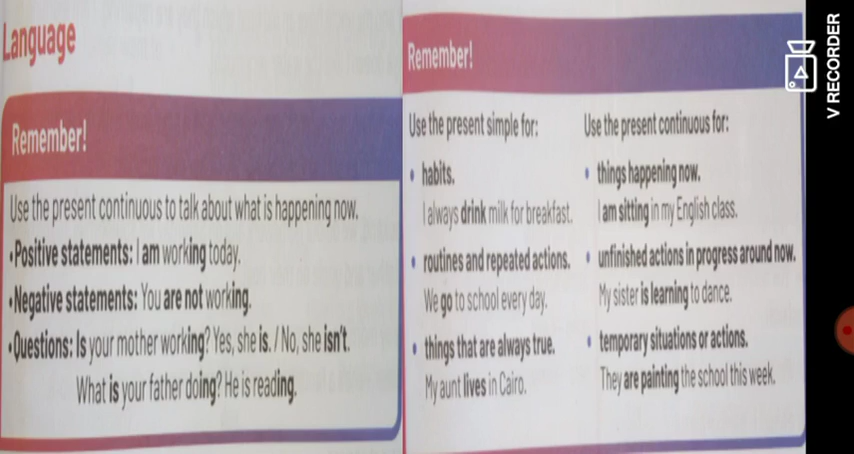 Language
Remember!
Use the present continuous to talk about what is happening now.
•Positive statements: I am working today.
•Negative statements: You are not working.
•Questions: Is your mother working? Yes, she is. / No, she isn't.
What is your father doing? He is reading.
Remember!
Use the present simple for:
• habits.
I always drink milk for breakfast.
• routines and repeated actions.
We go to school every day.
• things that are always true.
My aunt lives in Cairo.
Use the present continuous for:
• things happening now.
I am sitting in my English class.
• unfinished actions in progress around now.
My sister is learning to dance.
• temporary situations or actions.
They are painting the school this week.
V RECORDER